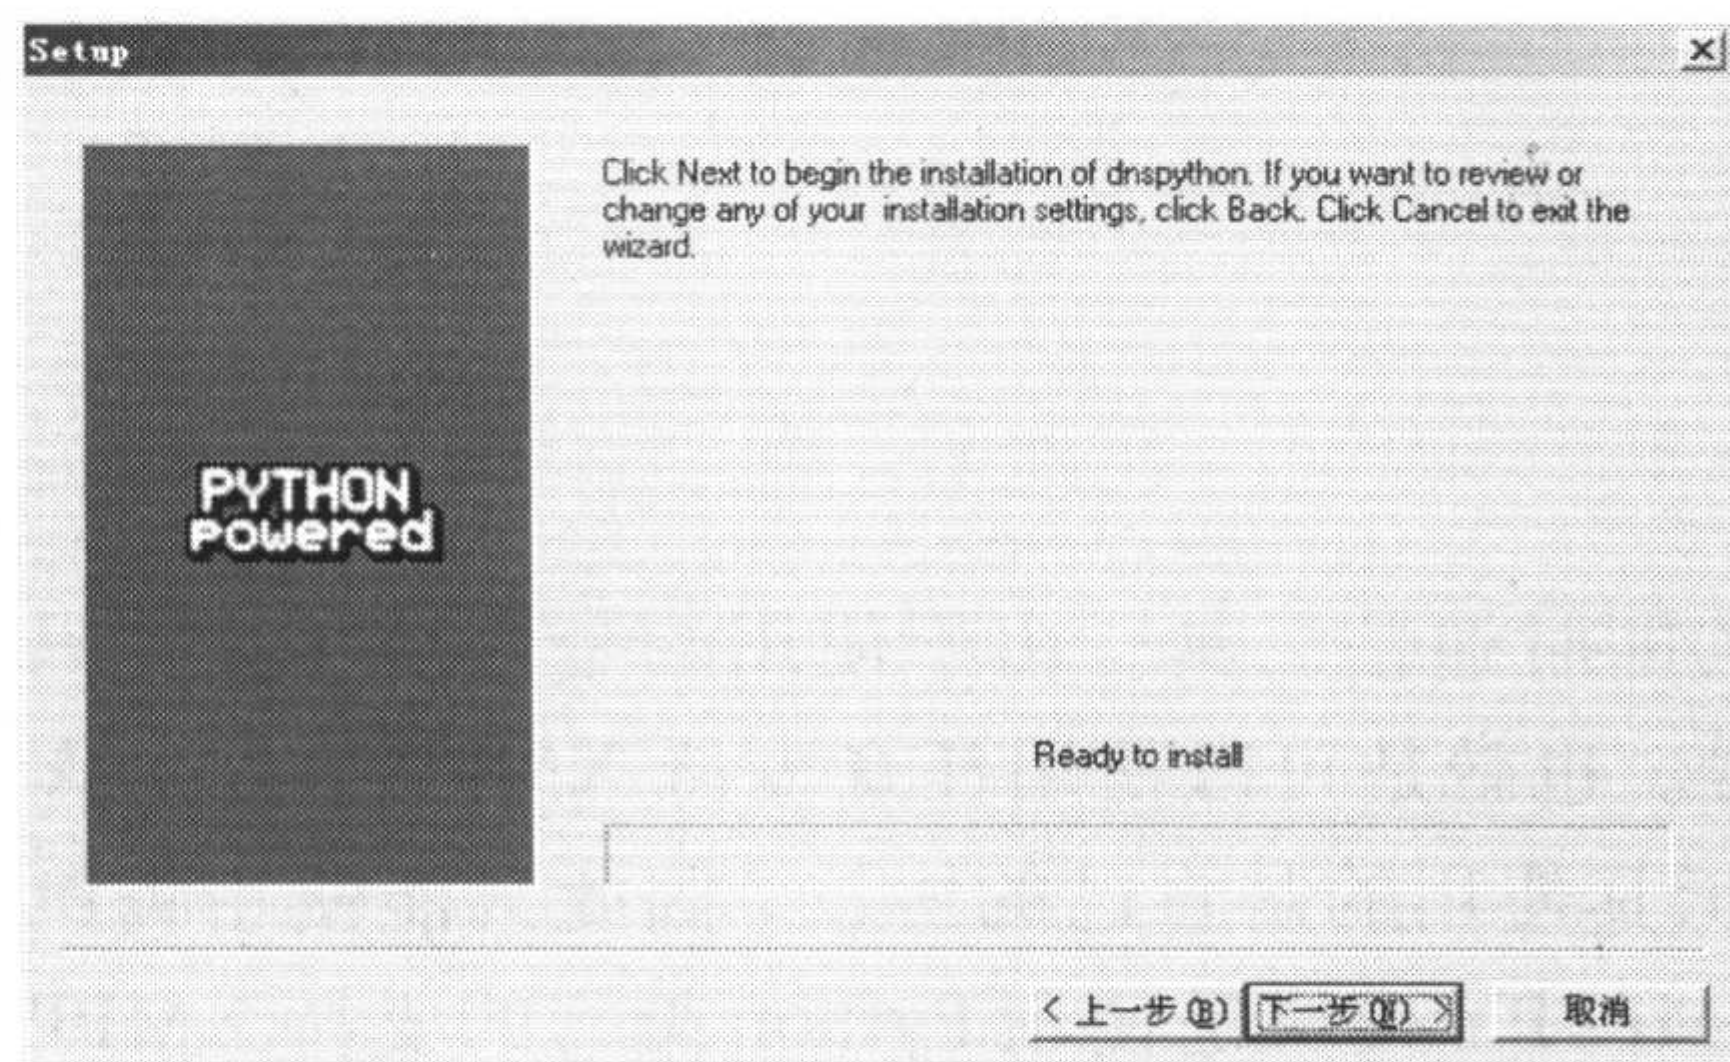 Setup
Click Next to begin the installation of dnspython. If you want to review or
change any of your installation settings, click Back. Click Cancel to exit the
wizard.
PYTHON
powered
Ready to install
< 上一步(B) 下一步(N) > 取消